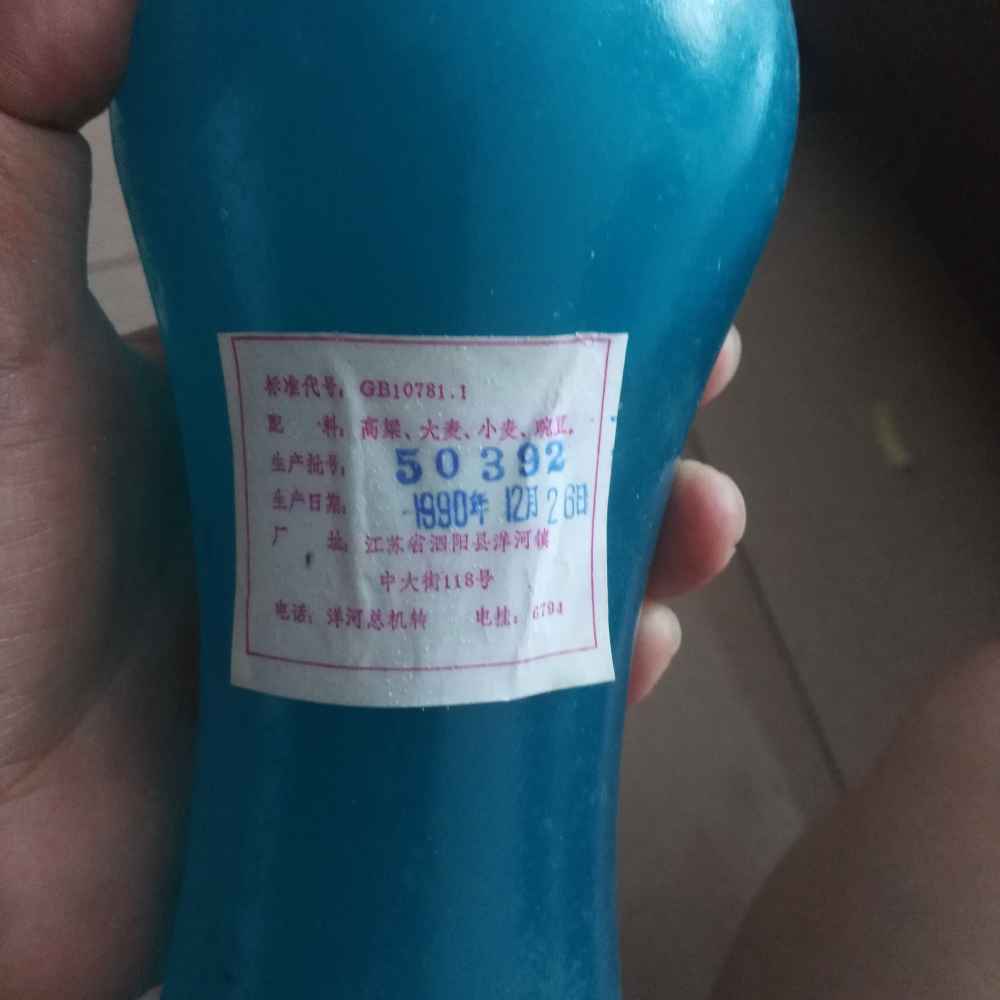 标准代号：GB10781.1
配 料：高粱、大麦、小麦、豌豆。
生产批号：50392
生产日期：1990年12月26日
厂 址：江苏省泗阳县洋河镇
中大街118号
电话：洋河总机转 电挂：6794